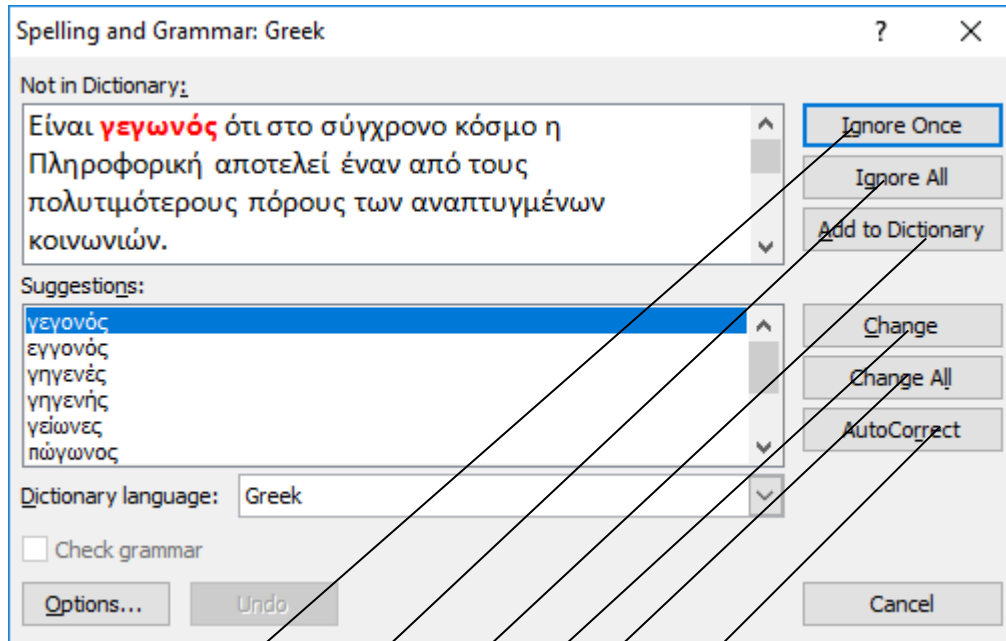 Spelling and Grammar: Greek
?
Not in Dictionary:
Είναι γεγωνός ότι στο σύγχρονο κόσμο η
Πληροφορική αποτελεί έναν από τους
πολυτιμότερους πόρους των αναπτυγμένων
κοινωνιών.
Ignore Once
Ignore All
Add to Dictionary
Suggestions:
γεγονός
εγγονός
γηγενές
γηγενής
γείωνες
πώγωνος
Change
Change All
AutoCorrect
Dictionary language: Greek
Check grammar
Options... Undo Cancel